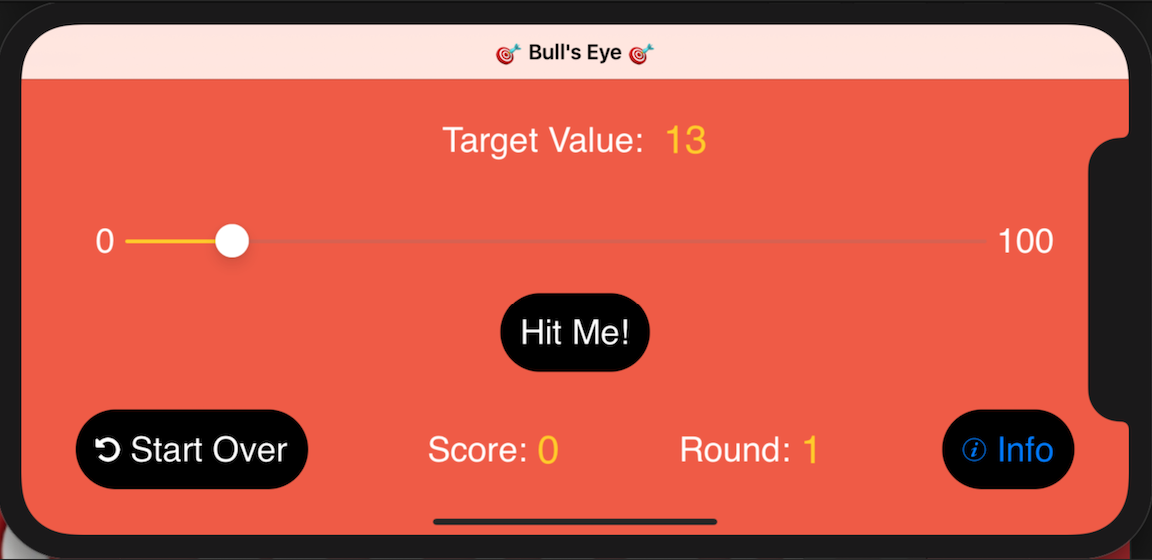 🎯 Bull's Eye 🎯
Target Value: 13
0 100
Hit Me!
Start Over Score: 0 Round: 1 Info